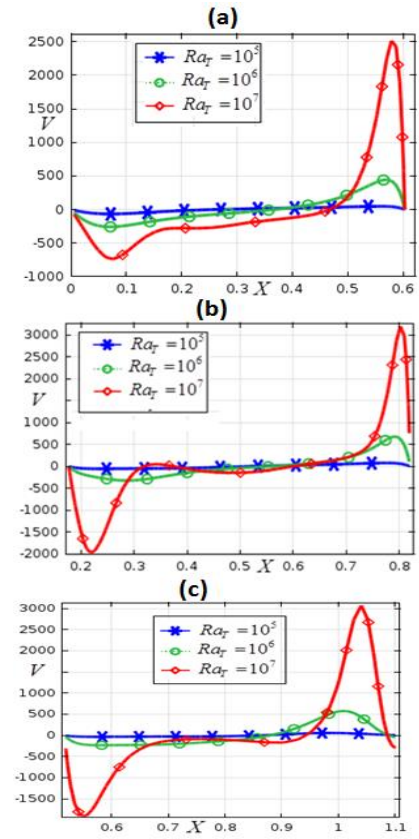 (a)
2500
2000
1500
1000
500
0
-500
-1000
V
Ra_T = 10^5
Ra_T = 10^6
Ra_T = 10^7
0 0.1 0.2 0.3 0.4 0.5 0.6
X
(b)
3000
2500
2000
1500
1000
500
0
-500
-1000
-1500
-2000
V
Ra_T = 10^5
Ra_T = 10^6
Ra_T = 10^7
0.2 0.3 0.4 0.5 0.6 0.7 0.8
X
(c)
3000
2500
2000
1500
1000
500
0
-500
-1000
-1500
V
Ra_T = 10^5
Ra_T = 10^6
Ra_T = 10^7
0.6 0.7 0.8 0.9 1 1.1
X